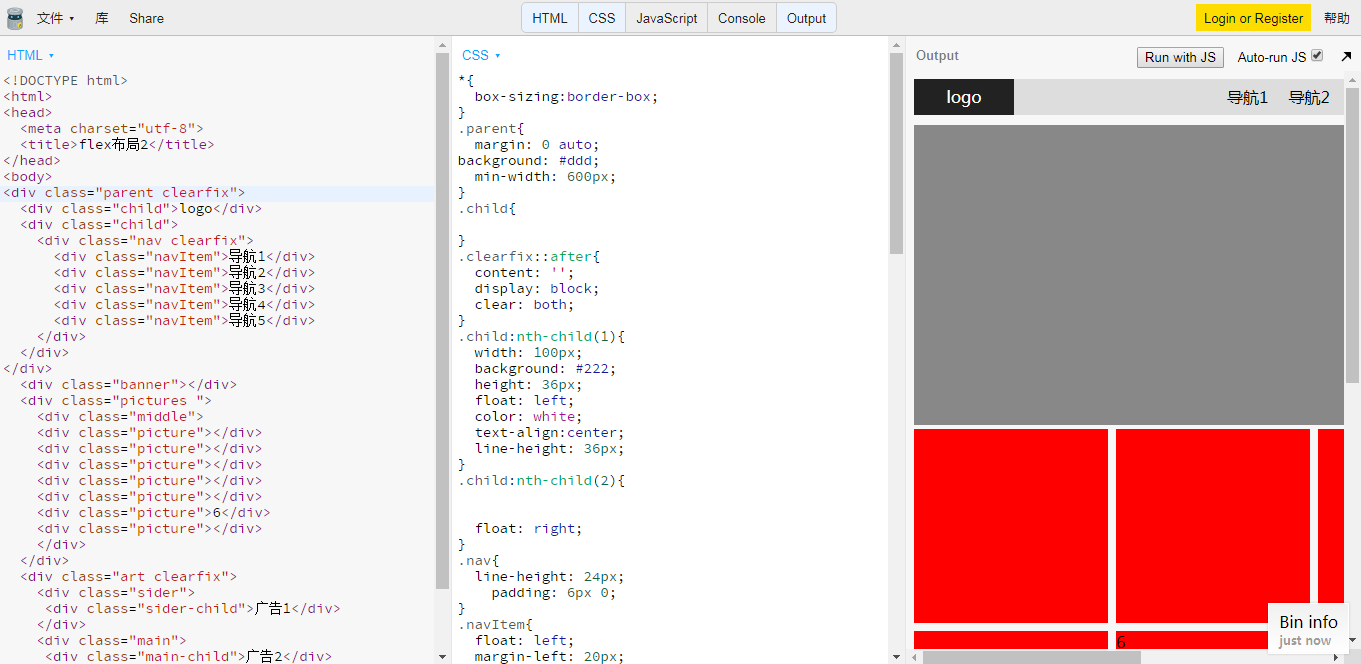 文件 库 Share HTML CSS JavaScript Console Output Login or Register 帮助
HTML
<!DOCTYPE html>
<html>
<head>
<meta charset="utf-8">
<title>flex布局2</title>
</head>
<body>
<div class="parent clearfix">
<div class="child">logo</div>
<div class="child">
<div class="nav clearfix">
<div class="navItem">导航1</div>
<div class="navItem">导航2</div>
<div class="navItem">导航3</div>
<div class="navItem">导航4</div>
<div class="navItem">导航5</div>
</div>
</div>
</div>
<div class="banner"></div>
<div class="pictures ">
<div class="middle">
<div class="picture"></div>
<div class="picture"></div>
<div class="picture"></div>
<div class="picture"></div>
<div class="picture"></div>
<div class="picture">6</div>
<div class="picture"></div>
</div>
</div>
<div class="art clearfix">
<div class="sider">
<div class="sider-child">广告1</div>
</div>
<div class="main">
<div class="main-child">广告2</div>
CSS
*{
box-sizing:border-box;
}
.parent{
margin: 0 auto;
background: #ddd;
min-width: 600px;
}
.child{
}
.clearfix::after{
content: '';
display: block;
clear: both;
}
.child:nth-child(1){
width: 100px;
background: #222;
height: 36px;
float: left;
color: white;
text-align:center;
line-height: 36px;
}
.child:nth-child(2){
float: right;
}
.nav{
line-height: 24px;
padding: 6px 0;
}
.navItem{
float: left;
margin-left: 20px;
Output Run with JS Auto-run JS
logo 导航1 导航2
6
Bin info
just now